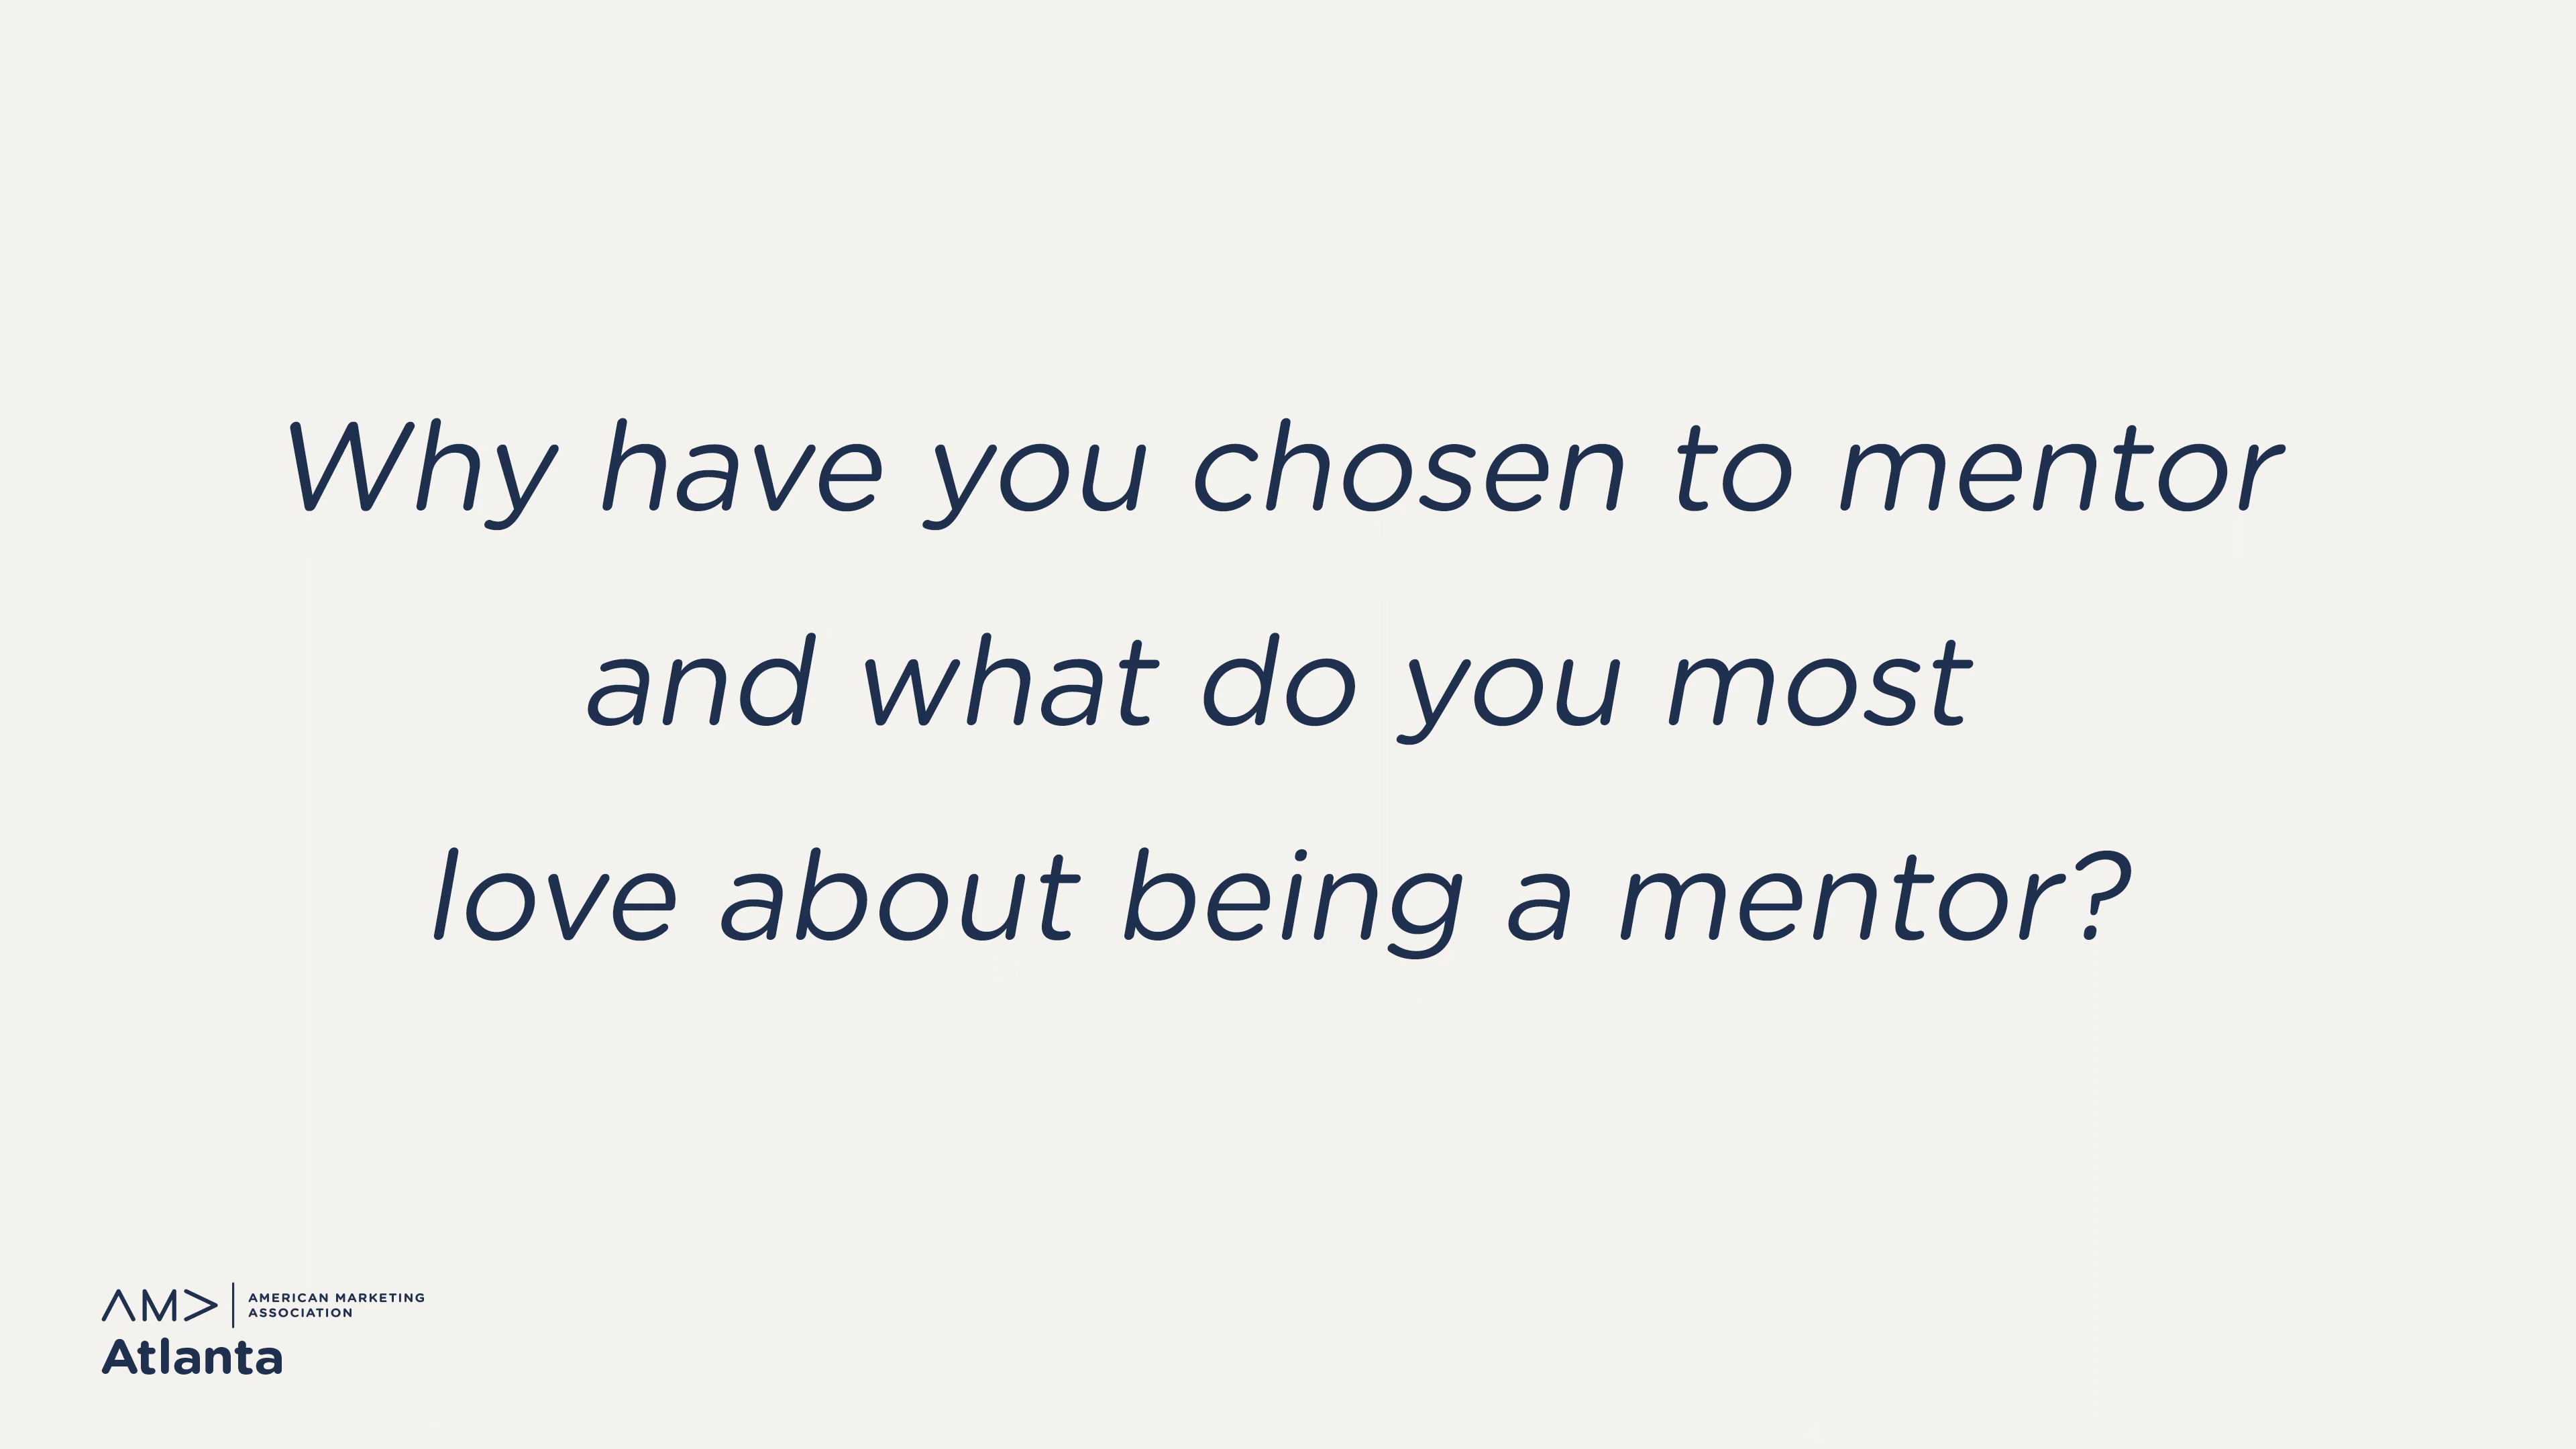 Why have you chosen to mentor
and what do you most
love about being a mentor?
AMA
AMERICAN MARKETING
ASSOCIATION
Atlanta